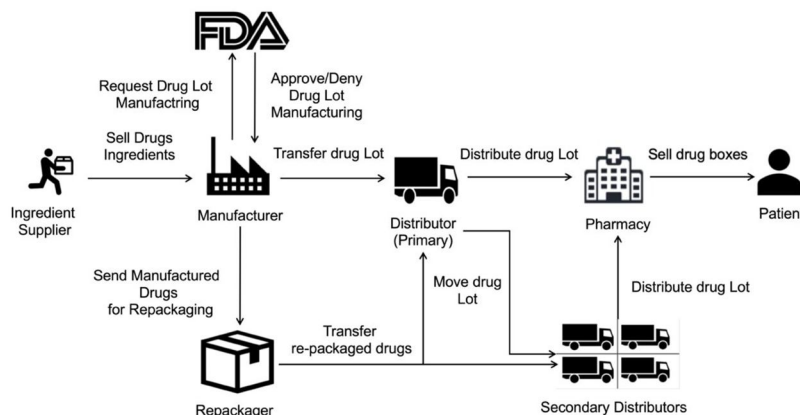 FDA
Request Drug Lot
Manufactring
Approve/Deny
Drug Lot
Manufacturing
Sell Drugs
Ingredients
Transfer drug Lot
Distribute drug Lot
Sell drug boxes
Ingredient
Supplier
Manufacturer
Distributor
(Primary)
Pharmacy
Patien
Send Manufactured
Drugs
for Repackaging
Move drug
Lot
Distribute drug Lot
Transfer
re-packaged drugs
Repackager
Secondary Distributors